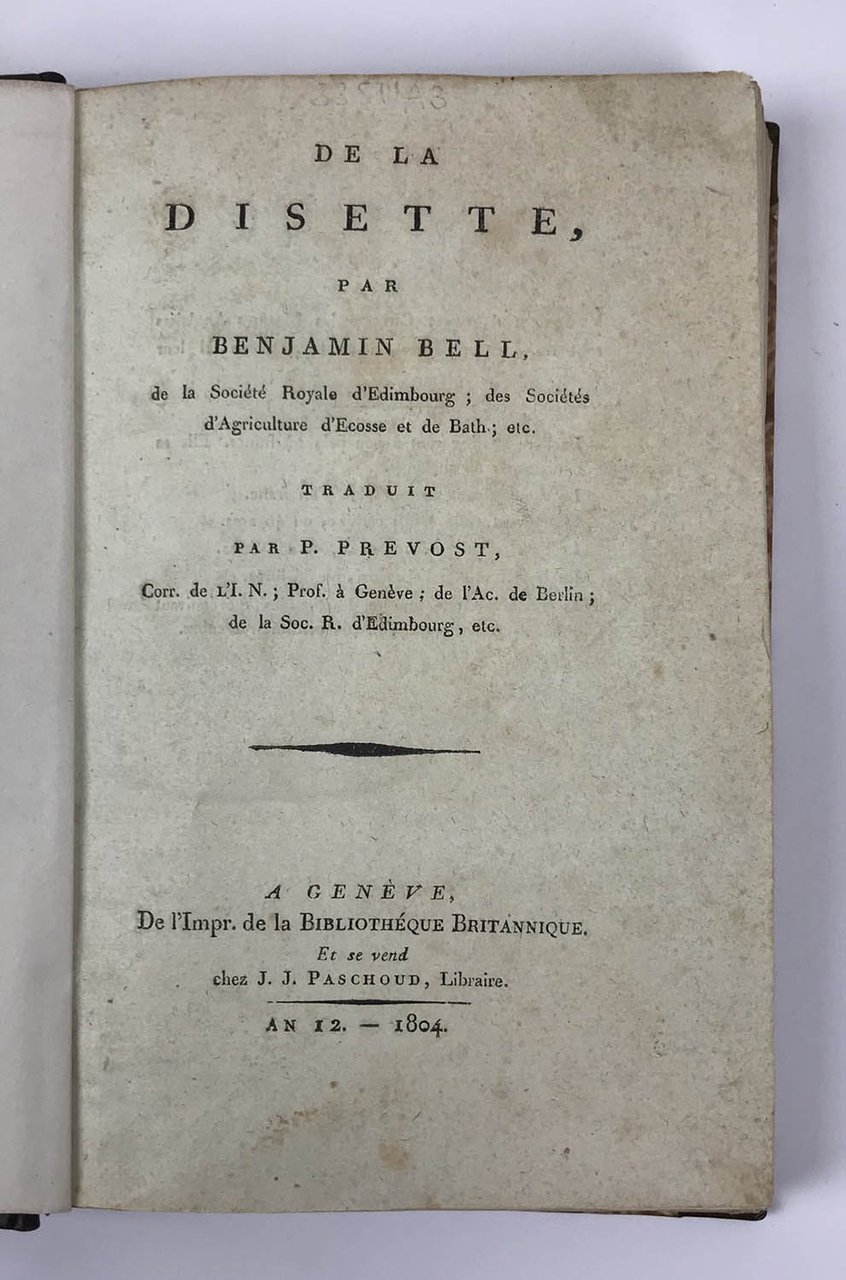 DE LA
DISETTE,
PAR
BENJAMIN BELL,
de la Société Royale d'Edimbourg ; des Sociétés
d'Agriculture d'Ecosse et de Bath ; etc.
TRADUIT
PAR P. PREVOST,
Corr. de L'I. N. ; Prof. à Genève ; de l'Ac. de Berlin ;
de la Soc. R. d'Edimbourg, etc.
A GENÈVE,
De l'Impr. de la BIBLIOTHÉQUE BRITANNIQUE.
Et se vend
chez J. J. PASCHOUD, Libraire.
AN 12. — 1804.